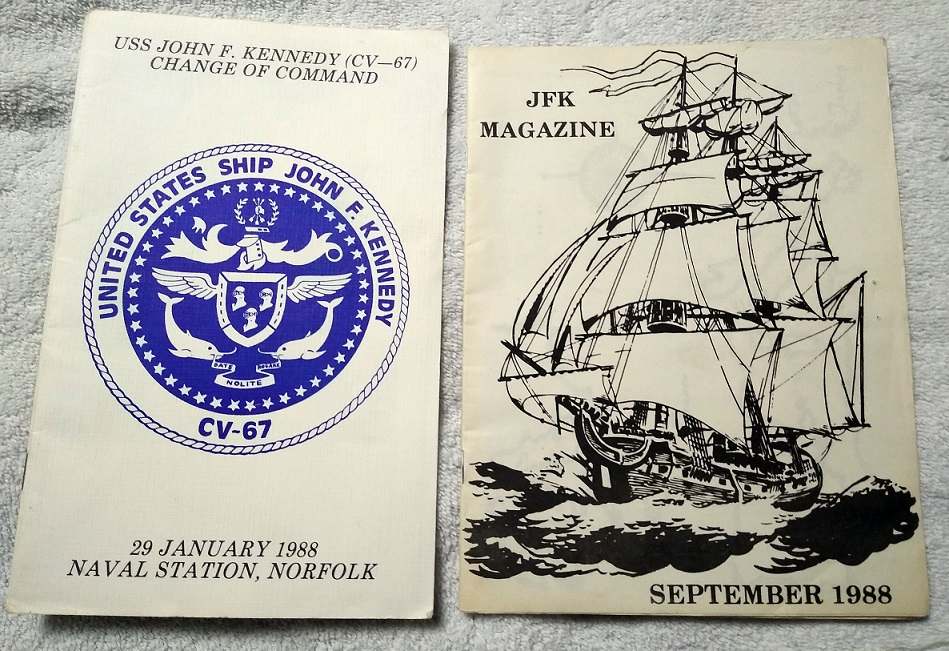 USS JOHN F. KENNEDY (CV—67)
CHANGE OF COMMAND
UNITED STATES SHIP JOHN F. KENNEDY
DATE
NOLITE
CV-67
29 JANUARY 1988
NAVAL STATION, NORFOLK
JFK
MAGAZINE
SEPTEMBER 1988